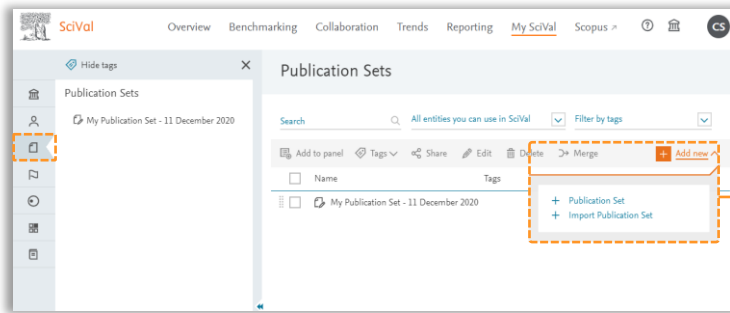 SciVal Overview Benchmarking Collaboration Trends Reporting My SciVal Scopus ↗ ? CS
Hide tags ×
Publication Sets
My Publication Set - 11 December 2020
Publication Sets
Search All entities you can use in SciVal Filter by tags
Add to panel Tags Share Edit Delete Merge + Add new
Name Tags
My Publication Set - 11 December 2020
+ Publication Set
+ Import Publication Set